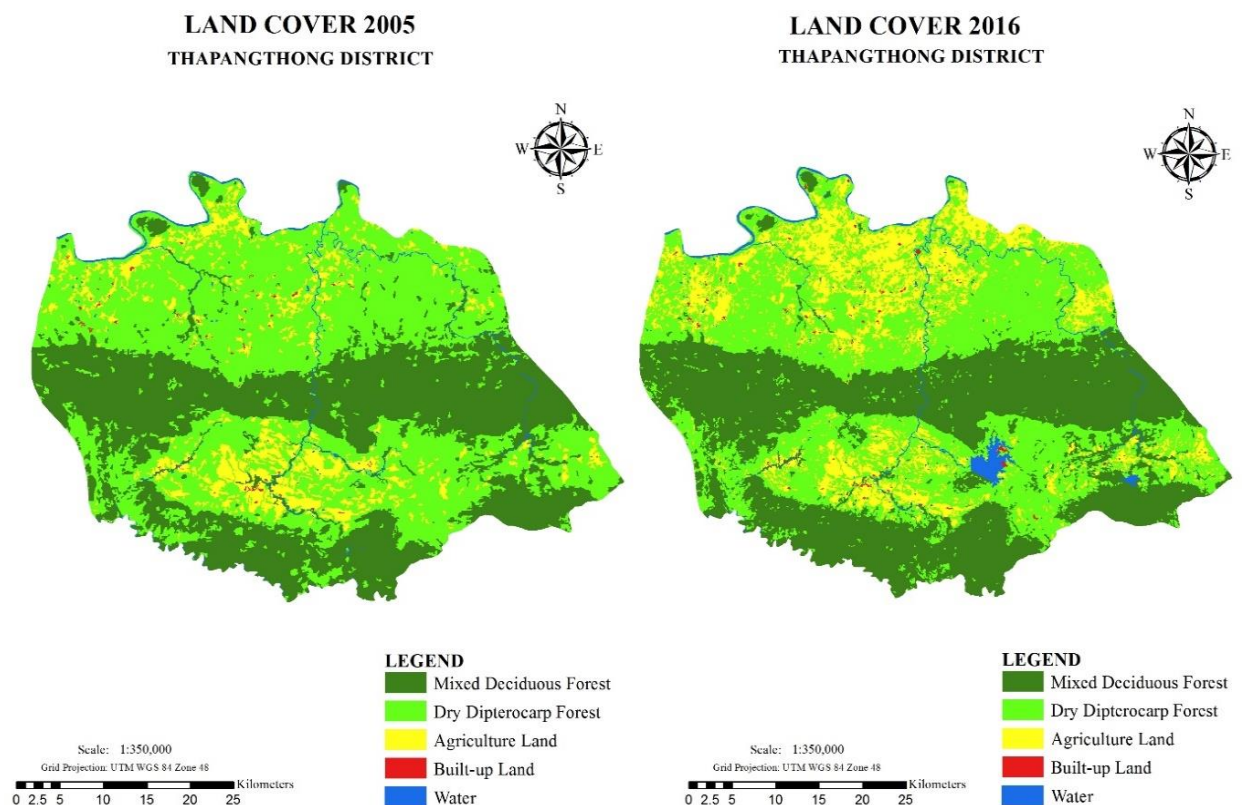 LAND COVER 2005
THAPANGTHONG DISTRICT
N
W E
S
LEGEND
Mixed Deciduous Forest
Dry Dipterocarp Forest
Agriculture Land
Built-up Land
Water
Scale: 1:350,000
Grid Projection: UTM WGS 84 Zone 48
Kilometers
0 2.5 5 10 15 20 25
LAND COVER 2016
THAPANGTHONG DISTRICT
N
W E
S
LEGEND
Mixed Deciduous Forest
Dry Dipterocarp Forest
Agriculture Land
Built-up Land
Water
Scale: 1:350,000
Grid Projection: UTM WGS 84 Zone 48
Kilometers
0 2.5 5 10 15 20 25